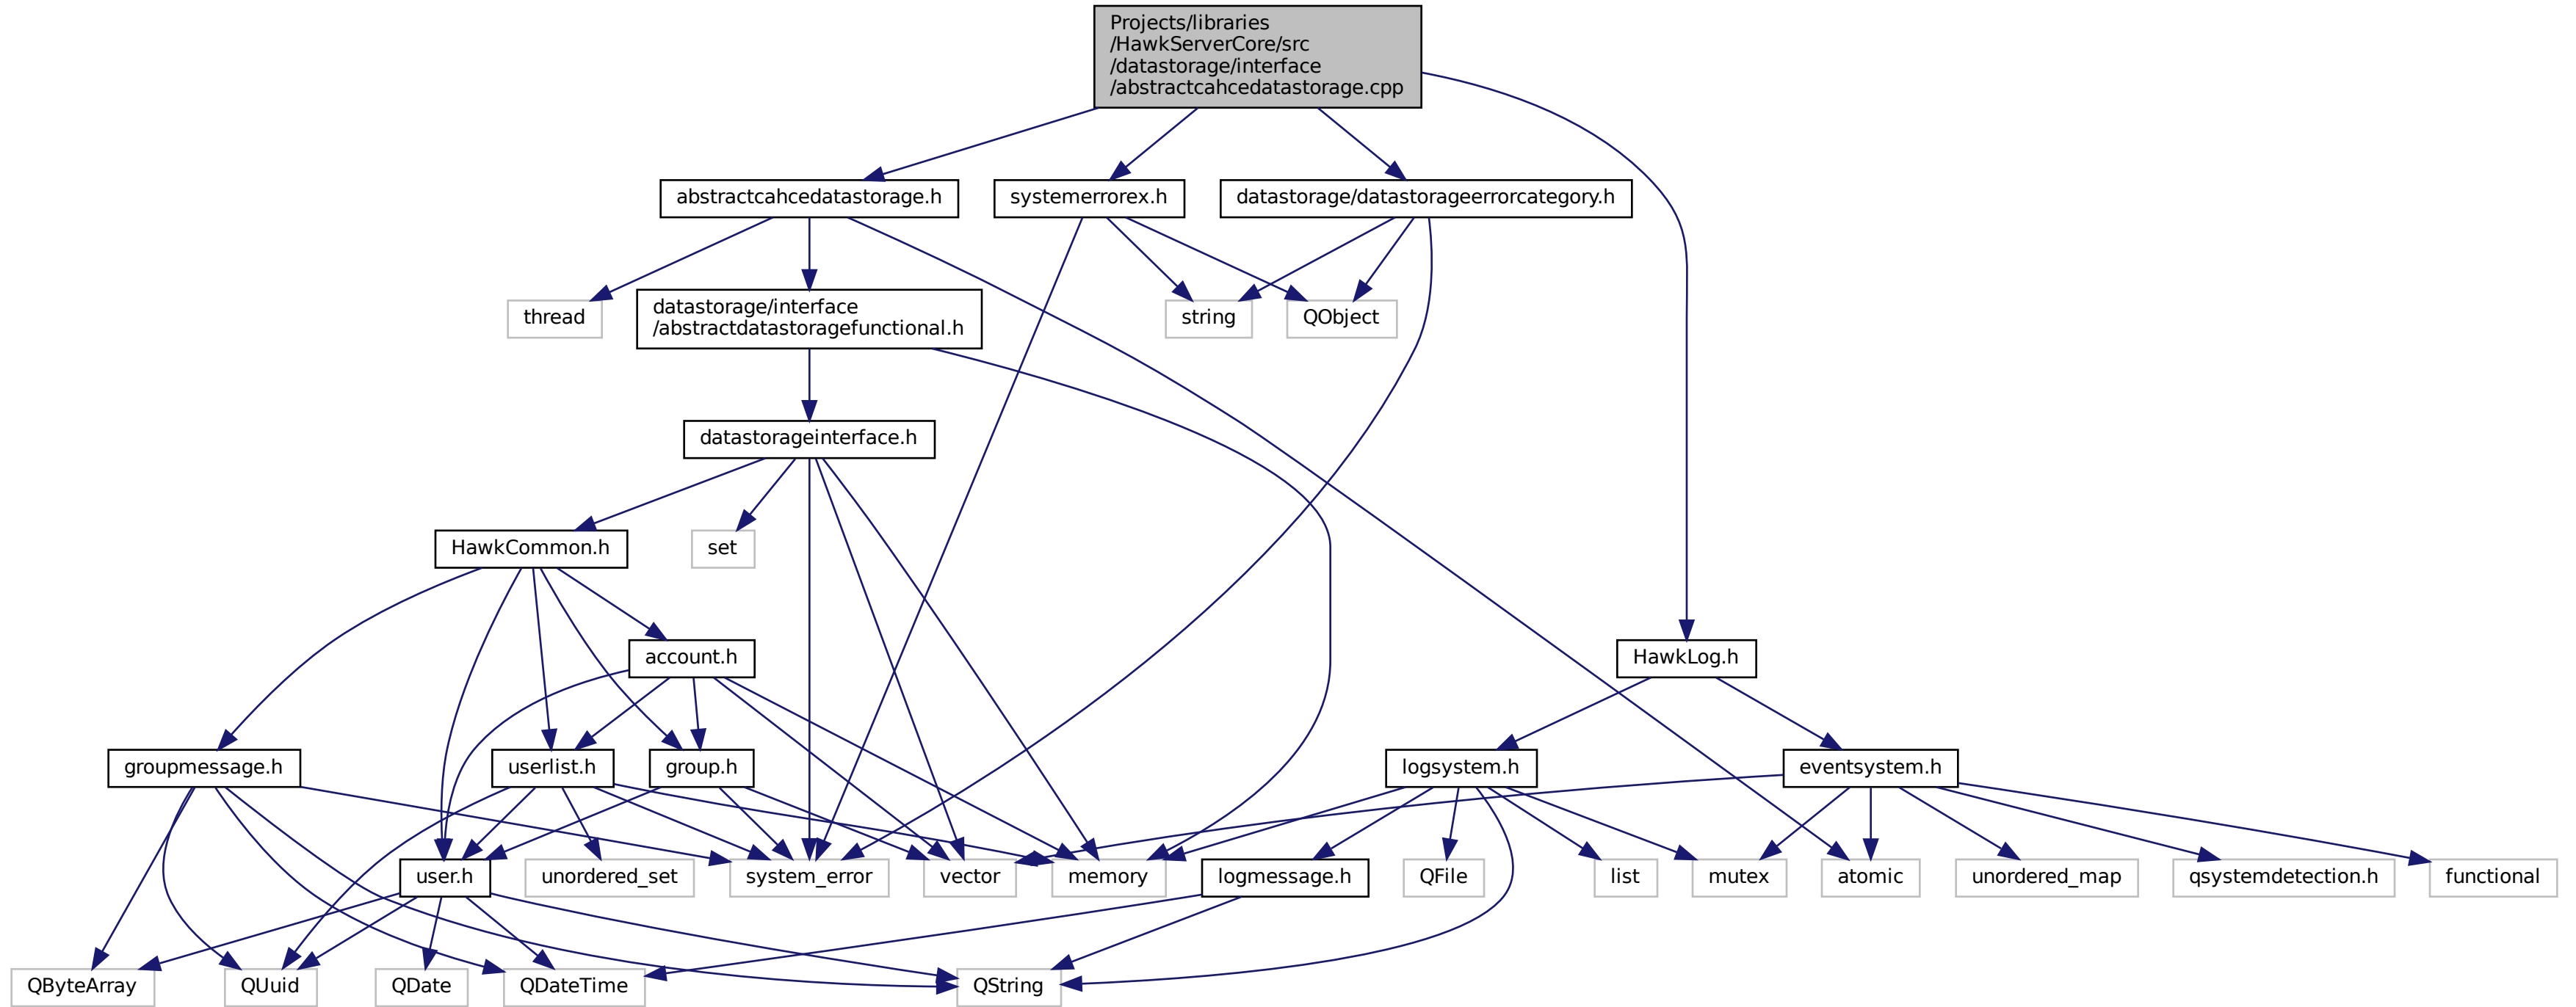 Projects/libraries
/HawkServerCore/src
/datastorage/interface
/abstractcahcedatastorage.cpp
abstractcahcedatastorage.h
systemerrorex.h
datastorage/datastorageerrorcategory.h
thread
datastorage/interface
/abstractdatastoragefunctional.h
string
QObject
datastorageinterface.h
HawkCommon.h
set
account.h
HawkLog.h
groupmessage.h
userlist.h
group.h
logsystem.h
eventsystem.h
user.h
unordered_set
system_error
vector
memory
logmessage.h
QFile
list
mutex
atomic
unordered_map
qsystemdetection.h
functional
QByteArray
QUuid
QDate
QDateTime
QString